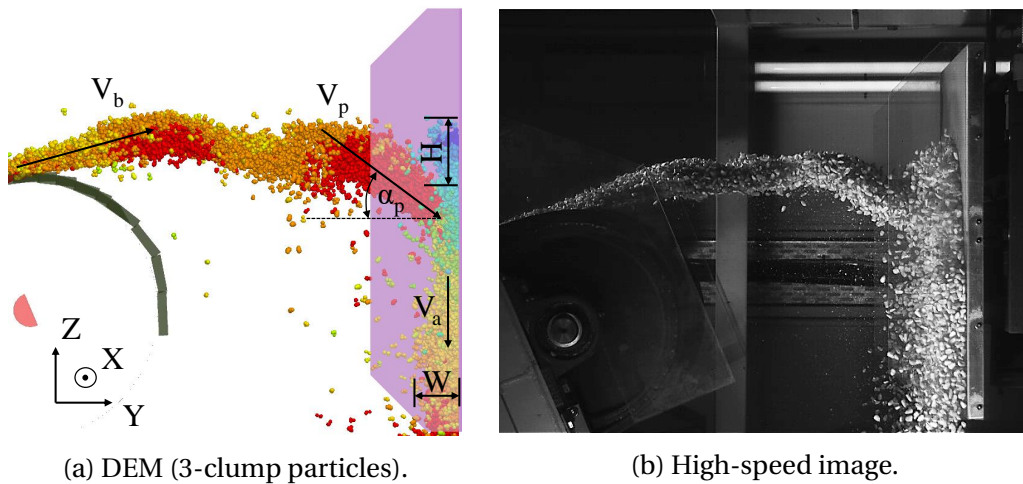 V_b
V_p
H
α_p
V_a
Z
X
W
Y
(a) DEM (3-clump particles).
(b) High-speed image.